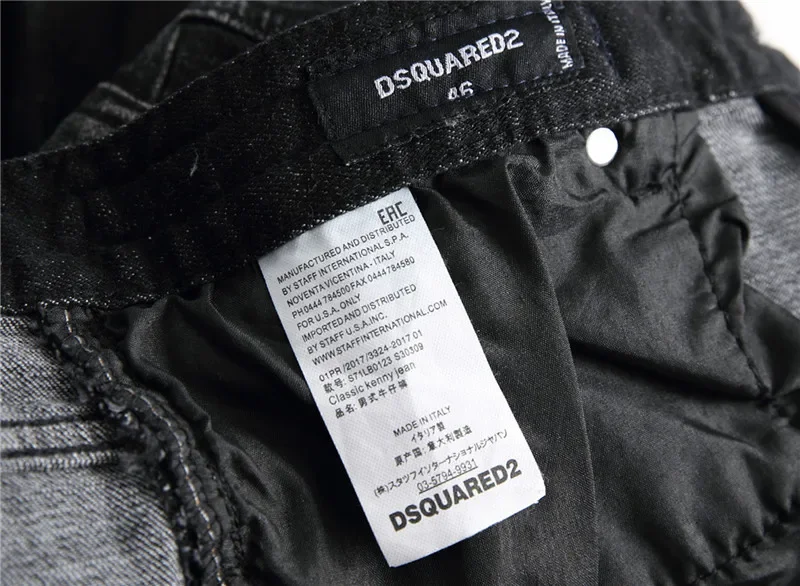 DSQUARED2
46
MADE IN ITALY
EAC
MANUFACTURED AND DISTRIBUTED
BY STAFF INTERNATIONAL S.P.A.
NOVENTA VICENTINA - ITALY
PH0444 784500 FAX 0444784580
FOR U.S.A. ONLY
IMPORTED AND DISTRIBUTED
BY STAFF U.S.A.INC.
WWW.STAFFINTERNATIONAL.COM
01PR /2017/3924-2017 01
款号: S71LB0123 S30309
Classic kenny jean
品名: 男式牛仔裤
MADE IN ITALY
イタリア製
原产国: 意大利製造
(株)スタッフインターナショナルジャパン
03-5794-9931
DSQUARED2